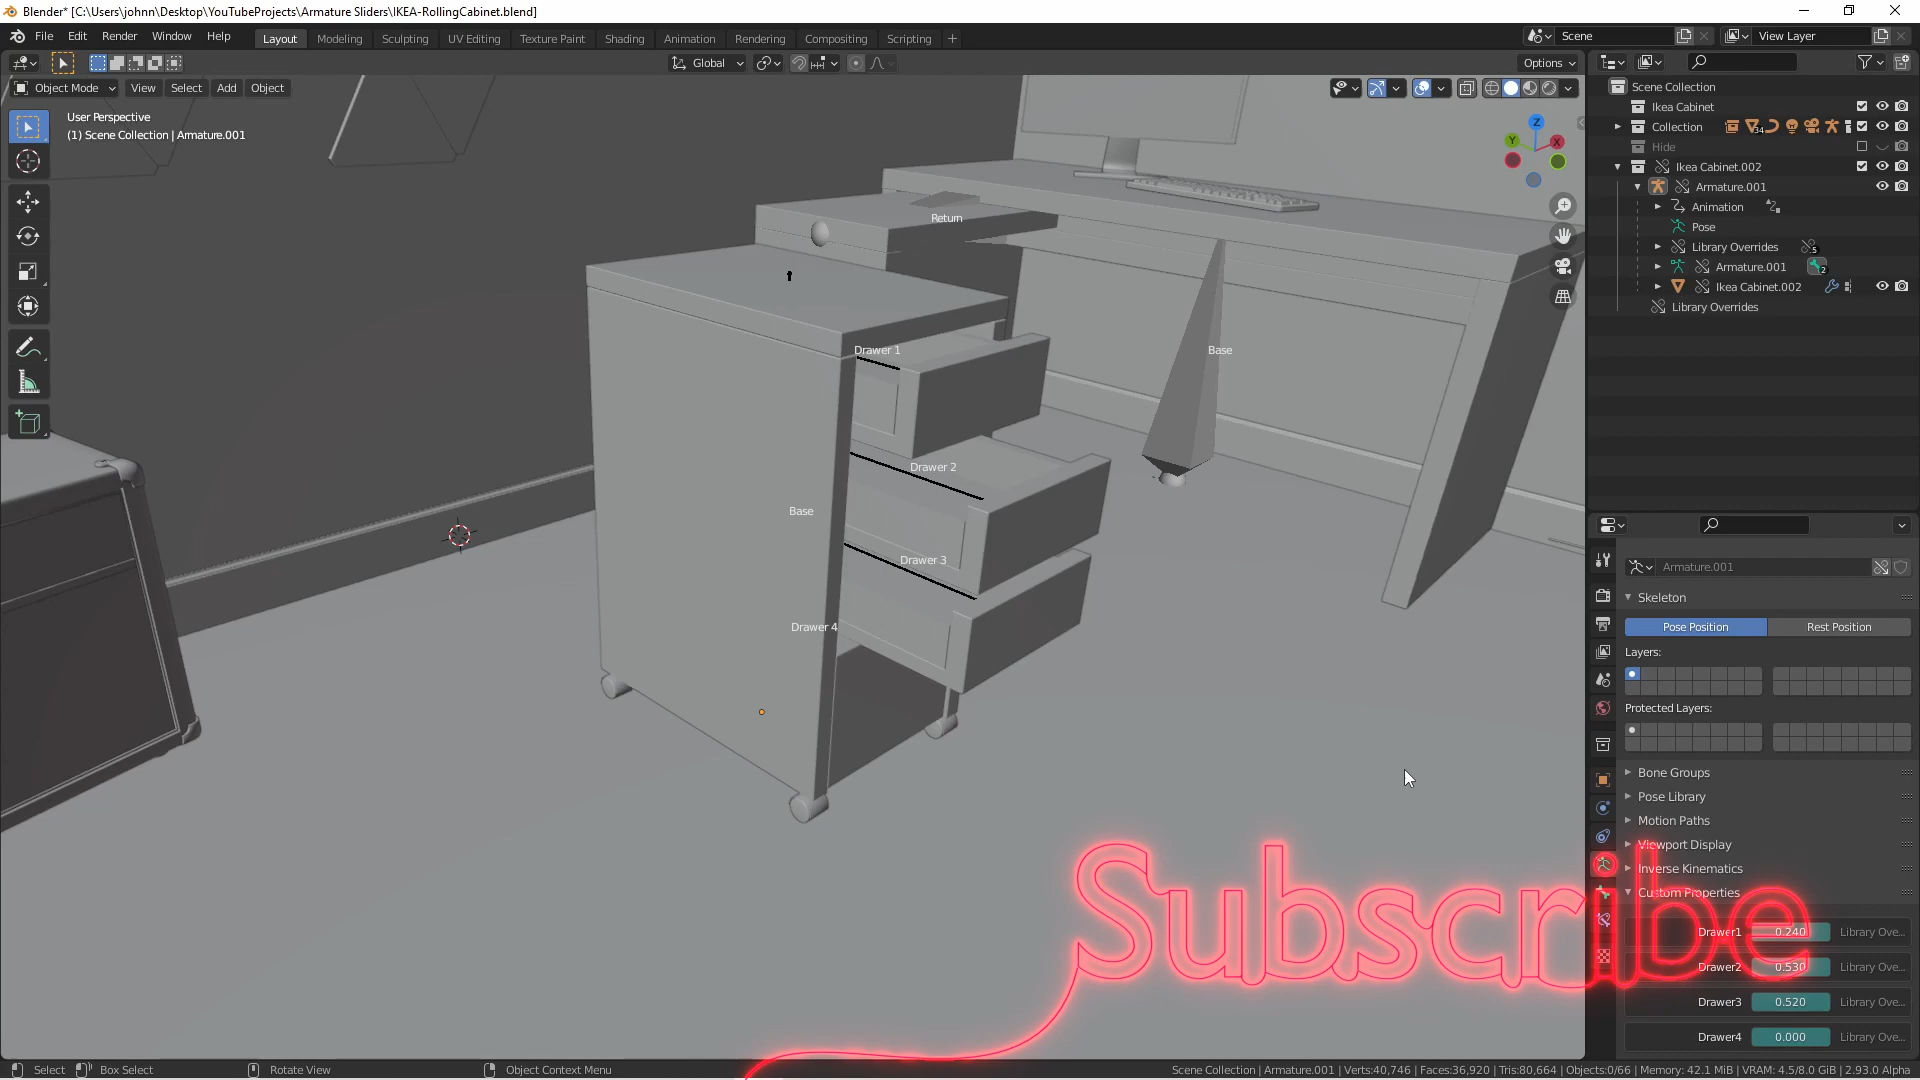 Blender* [C:\Users\johnn\Desktop\YouTubeProjects\Armature Sliders\IKEA-RollingCabinet.blend]
File Edit Render Window Help Layout Modeling Sculpting UV Editing Texture Paint Shading Animation Rendering Compositing Scripting + Scene View Layer
Global Options
Object Mode View Select Add Object
User Perspective
(1) Scene Collection | Armature.001
Z
Y
X
Return
Drawer 1
Base
Drawer 2
Base
Drawer 3
Drawer 4
Scene Collection
Ikea Cabinet
Collection 34
Hide
Ikea Cabinet.002
Armature.001
Animation 2
Pose
Library Overrides 5
Armature.001 2
Ikea Cabinet.002
Library Overrides
Armature.001
Skeleton
Pose Position Rest Position
Layers:
Protected Layers:
Bone Groups
Pose Library
Motion Paths
Viewport Display
Inverse Kinematics
Custom Properties
Drawer1 0.240 Library Ove...
Drawer2 0.530 Library Ove...
Drawer3 0.520 Library Ove...
Drawer4 0.000 Library Ove...
Subscribe
Select Box Select Rotate View Object Context Menu Scene Collection | Armature.001 | Verts:40,746 | Faces:36,920 | Tris:80,664 | Objects:0/66 | Memory: 42.1 MiB | VRAM: 4.5/8.0 GiB | 2.93.0 Alpha